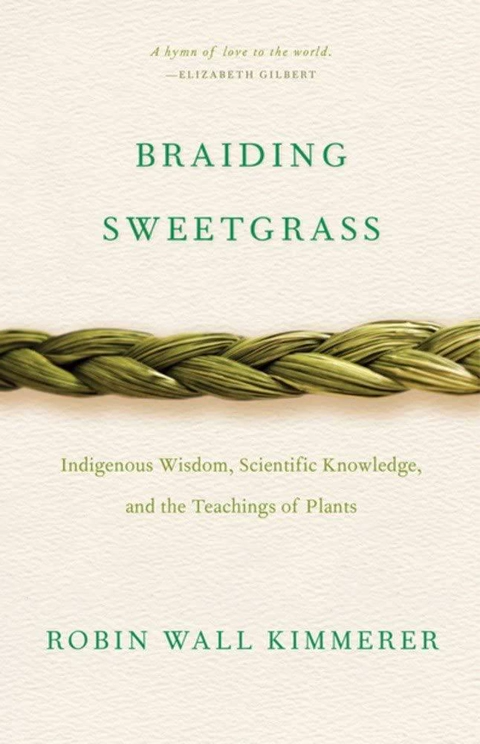 A hymn of love to the world.
—ELIZABETH GILBERT
BRAIDING
SWEETGRASS
Indigenous Wisdom, Scientific Knowledge,
and the Teachings of Plants
ROBIN WALL KIMMERER